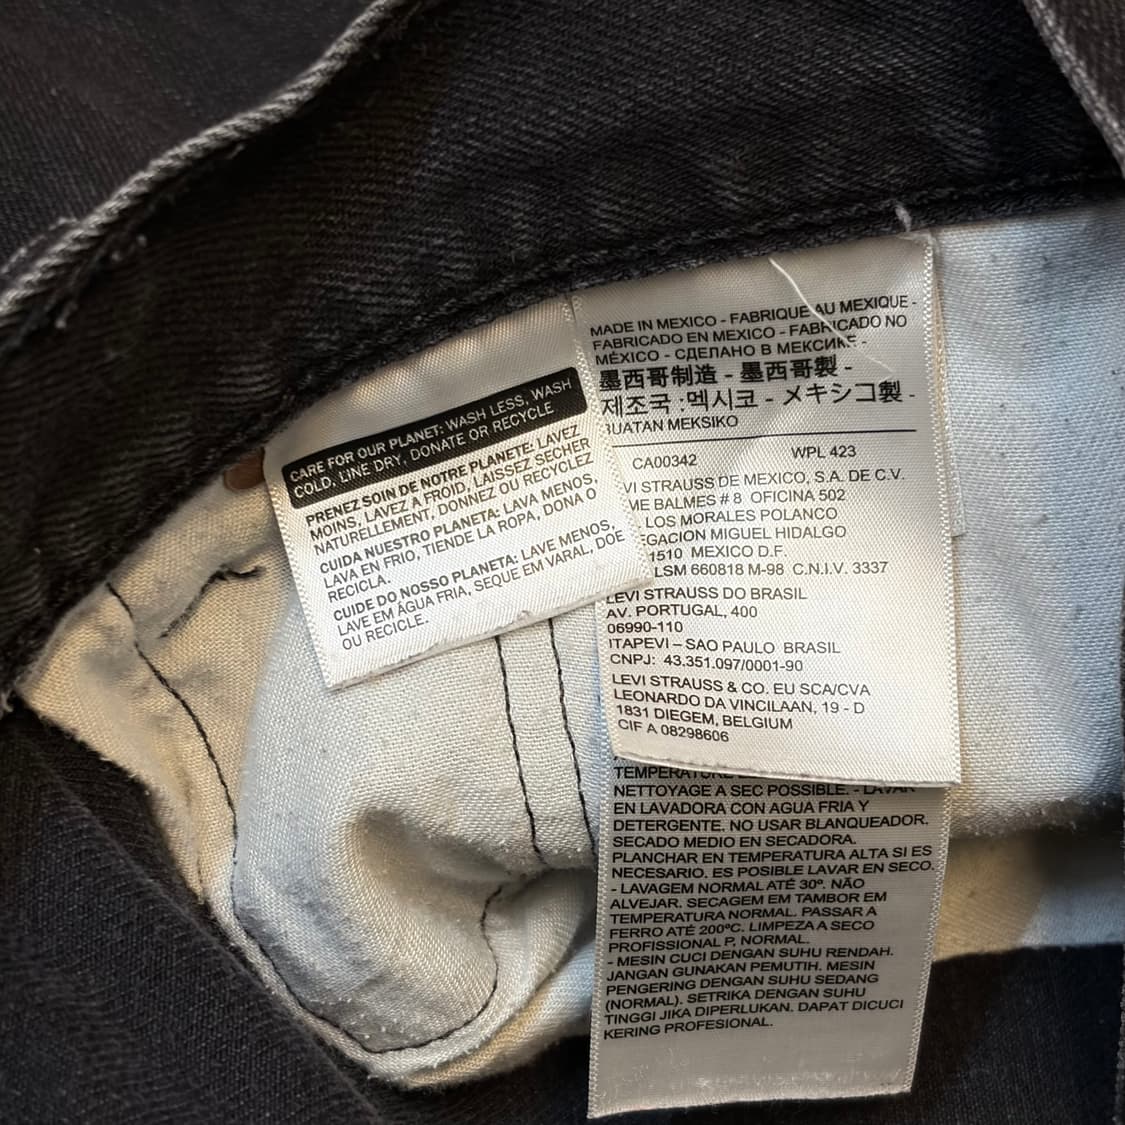 CARE FOR OUR PLANET: WASH LESS, WASH
COLD, LINE DRY, DONATE OR RECYCLE
PRENEZ SOIN DE NOTRE PLANETE: LAVEZ
MOINS, LAVEZ A FROID, LAISSEZ SECHER
NATURELLEMENT, DONNEZ OU RECYCLEZ
CUIDA NUESTRO PLANETA: LAVA MENOS,
LAVA EN FRIO, TIENDE LA ROPA, DONA O
RECICLA.
CUIDE DO NOSSO PLANETA: LAVE MENOS,
LAVE EM ÁGUA FRIA, SEQUE EM VARAL, DOE
OU RECICLE.
MADE IN MEXICO - FABRIQUE AU MEXIQUE -
FABRICADO EN MEXICO - FABRICADO NO
MÉXICO - СДЕЛАНО В МЕКСИКЕ -
墨西哥制造 - 墨西哥製 -
제조국 :멕시코 - メキシコ製 -
BUATAN MEKSIKO
CA00342 WPL 423
VI STRAUSS DE MEXICO, S.A. DE C.V.
ME BALMES # 8 OFICINA 502
LOS MORALES POLANCO
EGACION MIGUEL HIDALGO
1510 MEXICO D.F.
LSM 660818 M-98 C.N.I.V. 3337
LEVI STRAUSS DO BRASIL
AV. PORTUGAL, 400
06990-110
ITAPEVI – SAO PAULO BRASIL
CNPJ: 43.351.097/0001-90
LEVI STRAUSS & CO. EU SCA/CVA
LEONARDO DA VINCILAAN, 19 - D
1831 DIEGEM, BELGIUM
CIF A 08298606
TEMPERATURE
NETTOYAGE A SEC POSSIBLE. - LAVAR
EN LAVADORA CON AGUA FRIA Y
DETERGENTE. NO USAR BLANQUEADOR.
SECADO MEDIO EN SECADORA.
PLANCHAR EN TEMPERATURA ALTA SI ES
NECESARIO. ES POSIBLE LAVAR EN SECO.
- LAVAGEM NORMAL ATÉ 30º. NÃO
ALVEJAR. SECAGEM EM TAMBOR EM
TEMPERATURA NORMAL. PASSAR A
FERRO ATÉ 200ºC. LIMPEZA A SECO
PROFISSIONAL P, NORMAL.
- MESIN CUCI DENGAN SUHU RENDAH.
JANGAN GUNAKAN PEMUTIH. MESIN
PENGERING DENGAN SUHU SEDANG
(NORMAL). SETRIKA DENGAN SUHU
TINGGI JIKA DIPERLUKAN. DAPAT DICUCI
KERING PROFESIONAL.